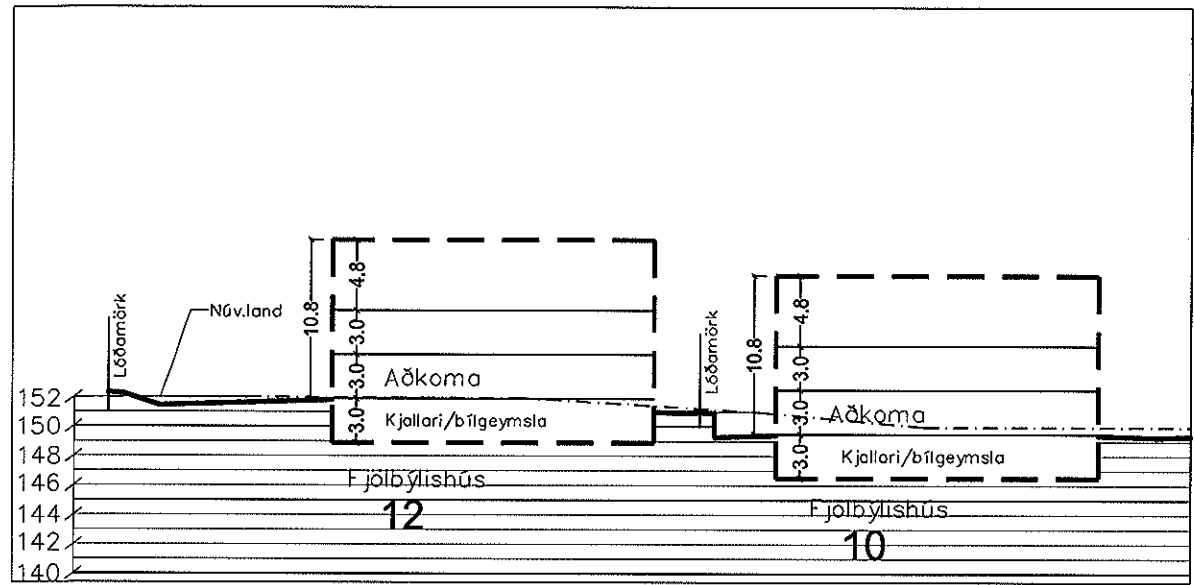 Lóðamörk
Núv.land
10.8
4.8
3.0
3.0
3.0
Aðkoma
Kjallari/bílgeymsla
Fjölbýlishús
12
Lóðamörk
10.8
4.8
3.0
3.0
3.0
Aðkoma
Kjallari/bílgeymsla
Fjölbýlishús
10
152
150
148
146
144
142
140